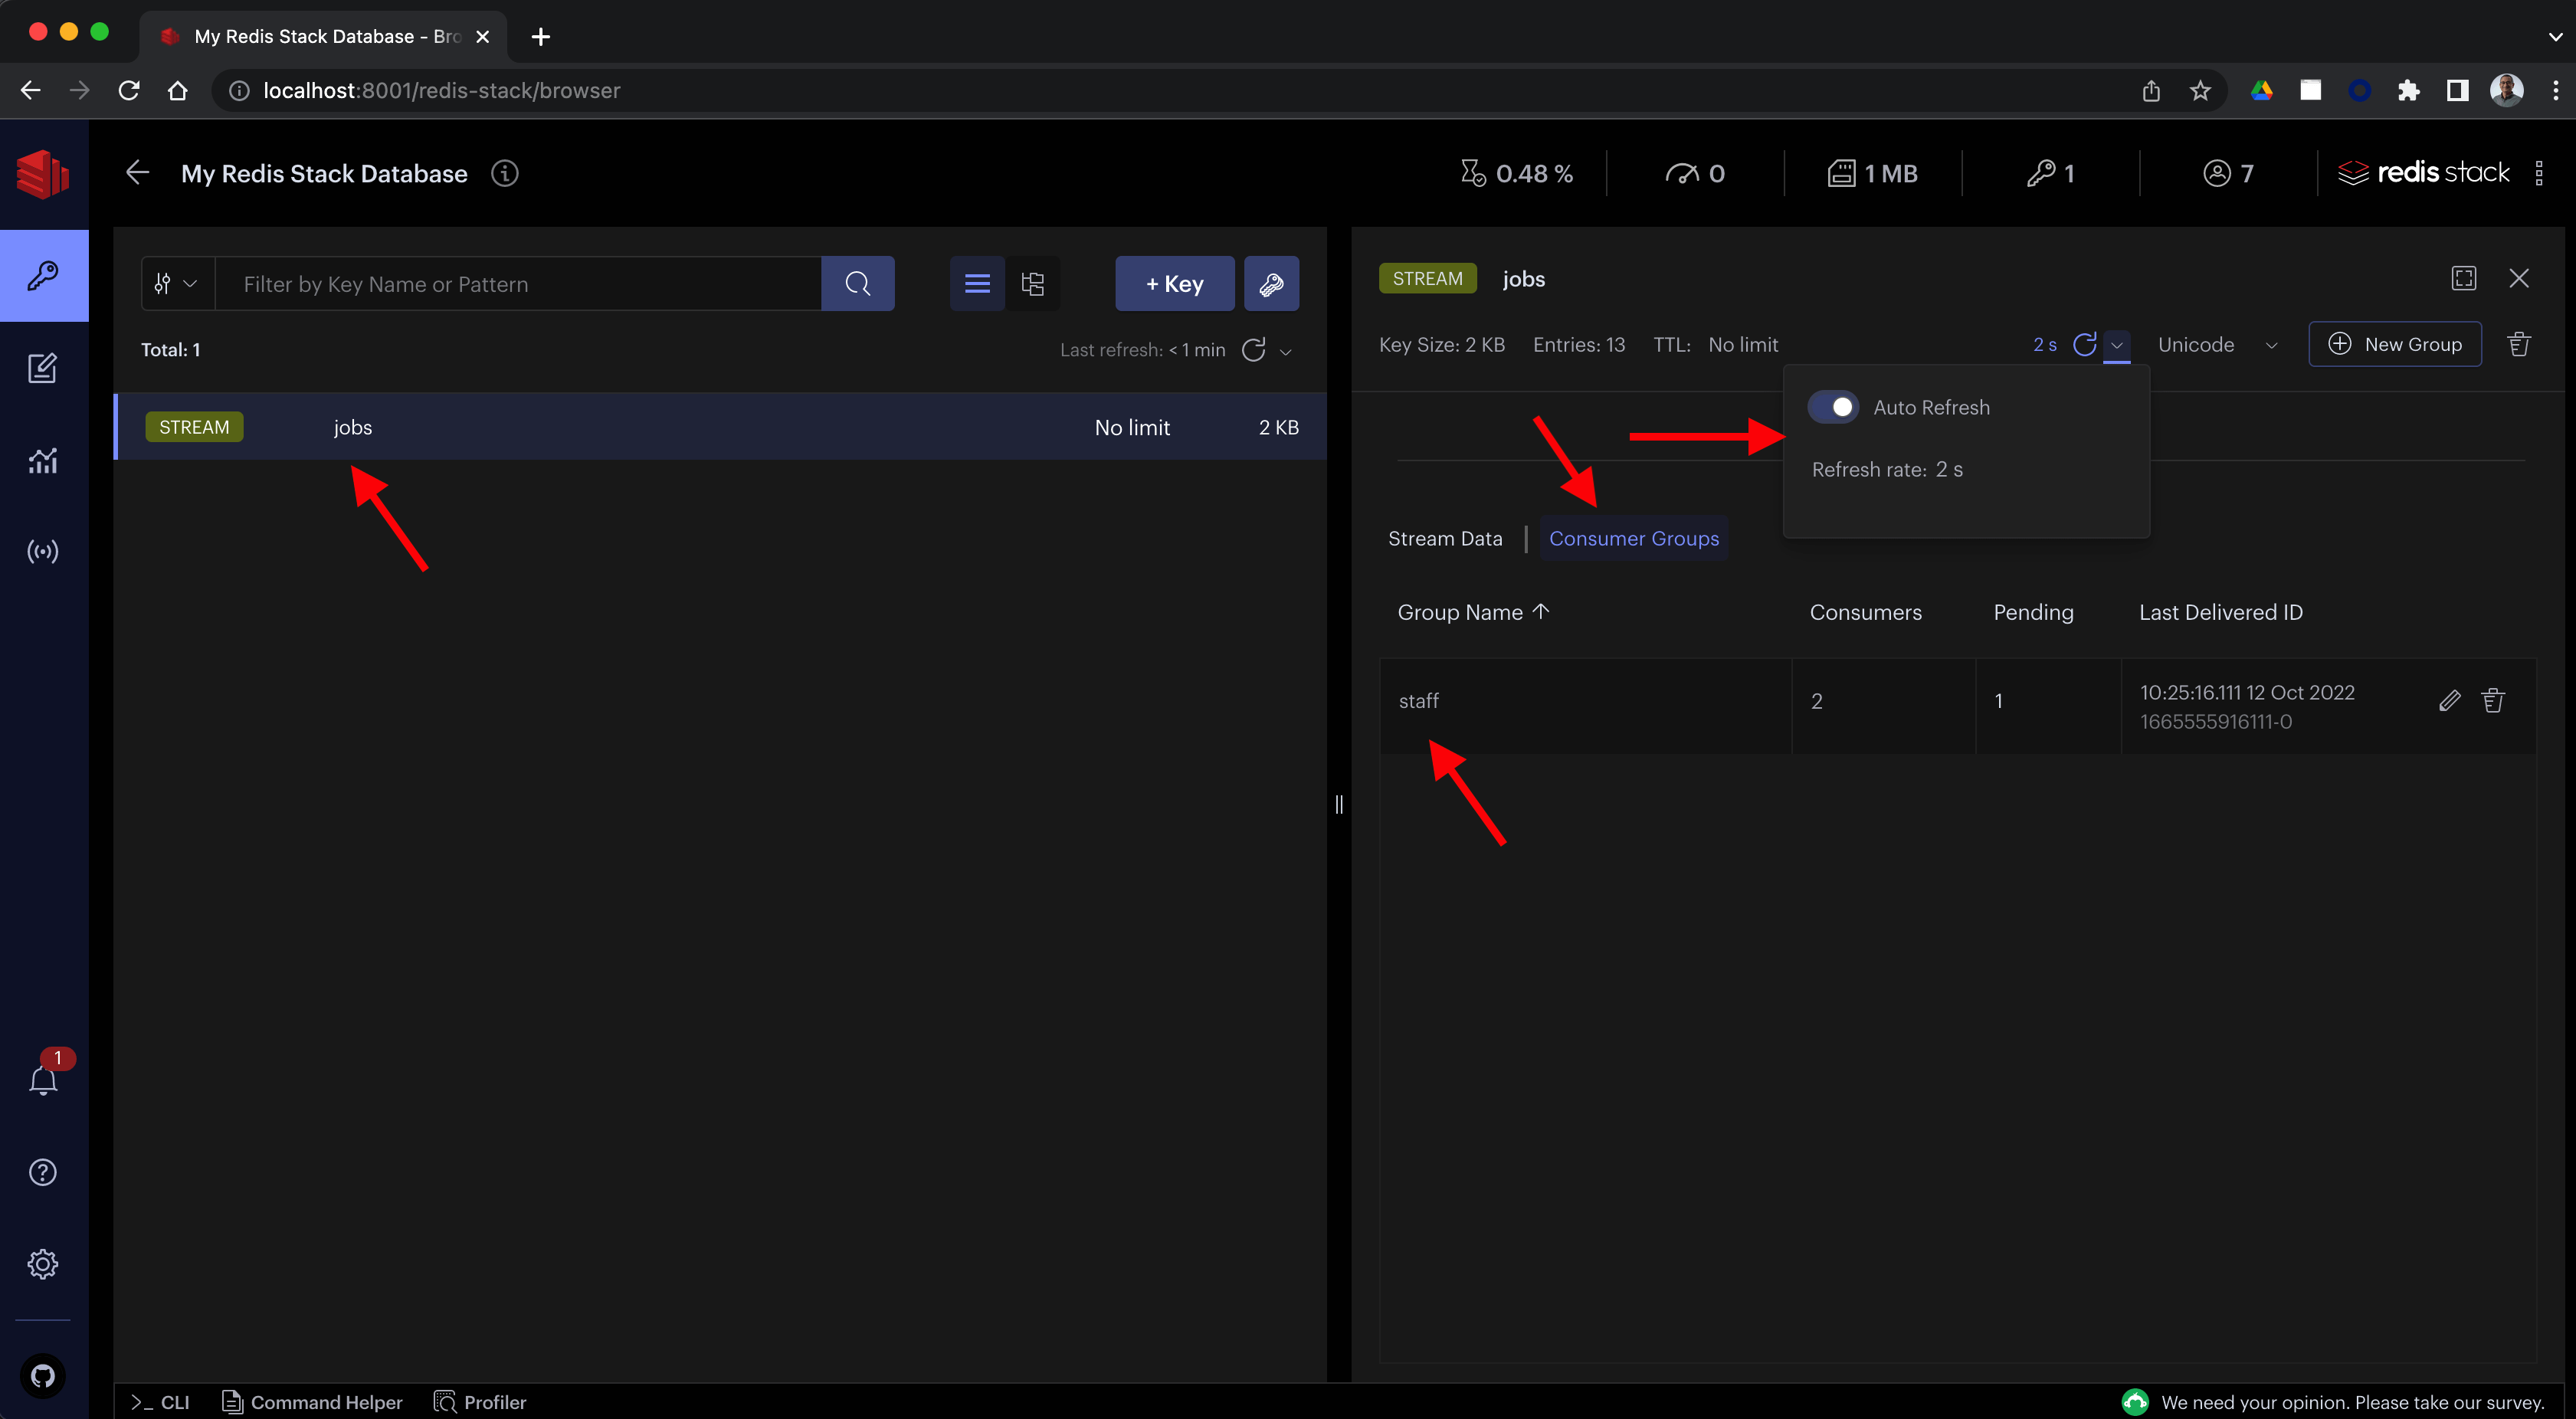 My Redis Stack Database - Bro
localhost:8001/redis-stack/browser
My Redis Stack Database
0.48 %
0
1 MB
1
7
redis stack
Filter by Key Name or Pattern
+ Key
Total: 1
Last refresh: < 1 min
STREAM jobs No limit 2 KB
STREAM jobs
Key Size: 2 KB Entries: 13 TTL: No limit 2 s Unicode New Group
Auto Refresh
Refresh rate: 2 s
Stream Data | Consumer Groups
Group Name Consumers Pending Last Delivered ID
staff 2 1 10:25:16.111 12 Oct 2022
1665555916111-0
1
>_ CLI Command Helper Profiler
We need your opinion. Please take our survey.